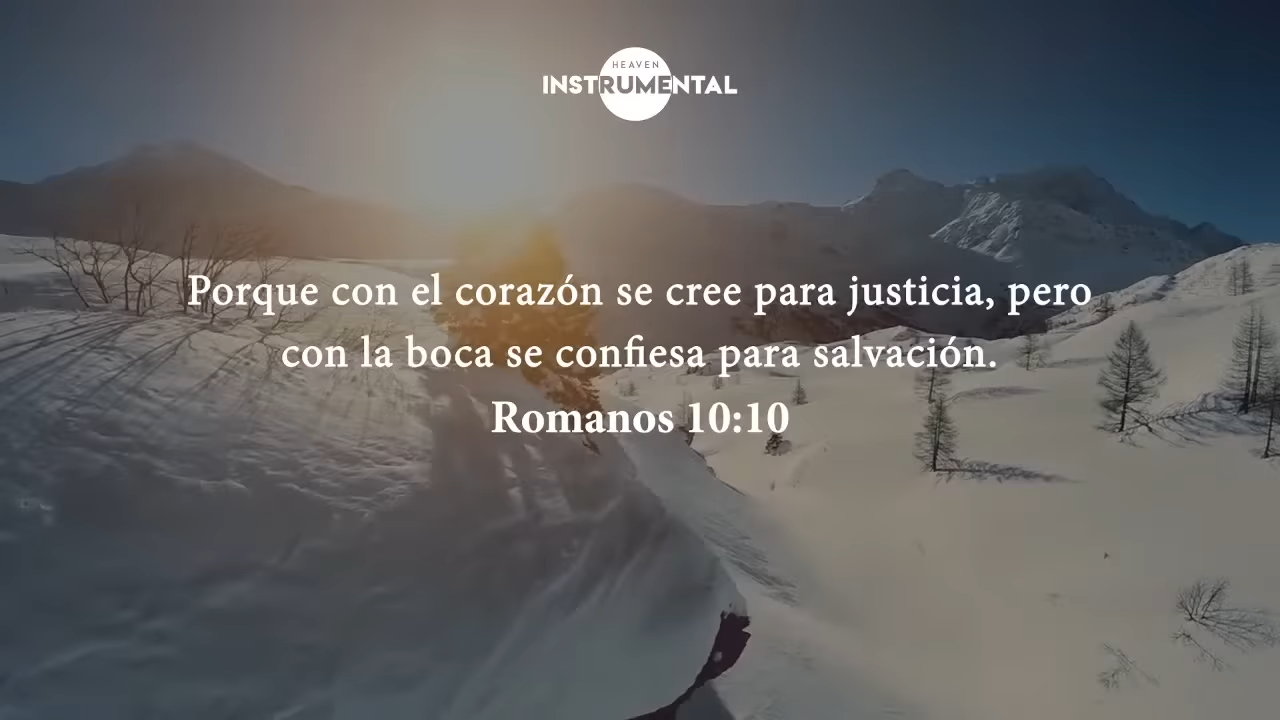 HEAVEN
INSTRUMENTAL
Porque con el corazón se cree para justicia, pero
con la boca se confiesa para salvación.
Romanos 10:10